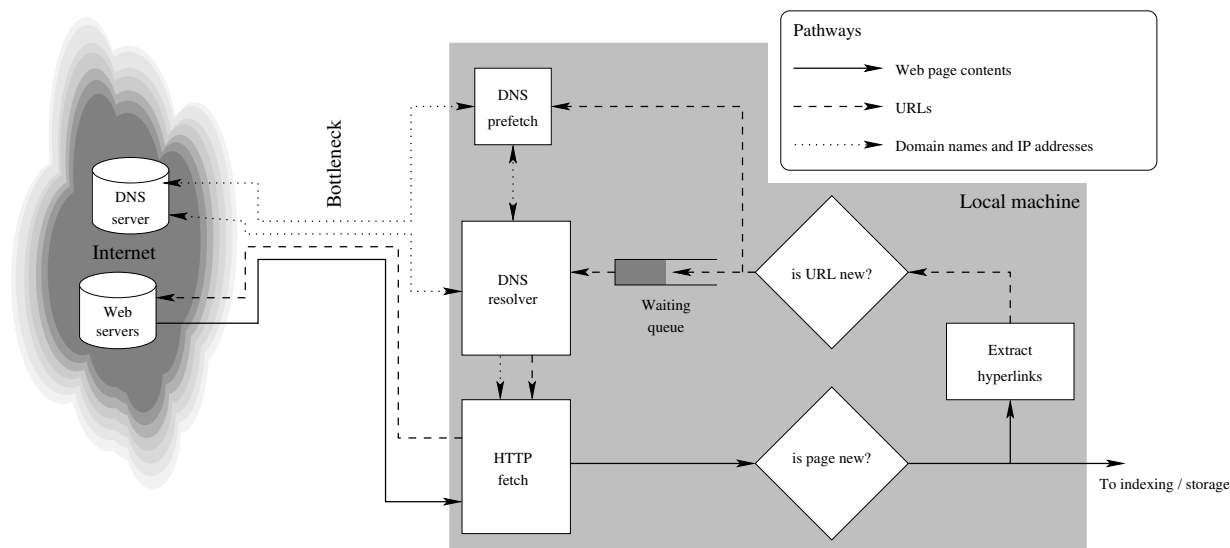 Pathways
Web page contents
URLs
Domain names and IP addresses
Bottleneck
DNS
prefetch
DNS
server
Internet
Web
servers
Local machine
DNS
resolver
Waiting
queue
is URL new?
Extract
hyperlinks
HTTP
fetch
is page new?
To indexing / storage